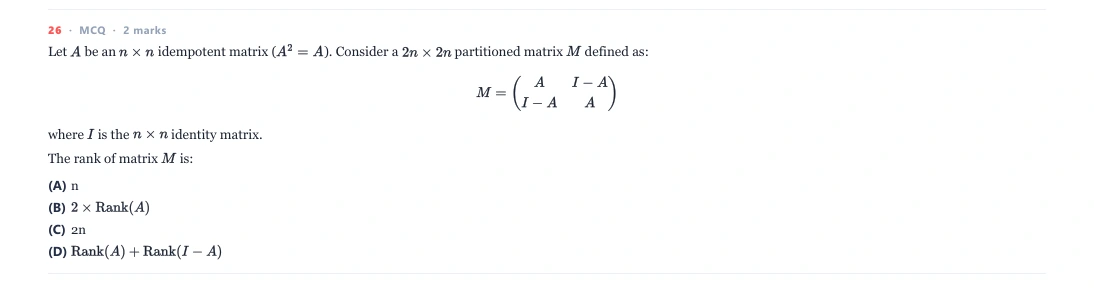 26 · MCQ · 2 marks
Let A be an n × n idempotent matrix (A² = A). Consider a 2n × 2n partitioned matrix M defined as:
M = ( A I − A
I − A A )
where I is the n × n identity matrix.
The rank of matrix M is:
(A) n
(B) 2 × Rank(A)
(C) 2n
(D) Rank(A) + Rank(I − A)